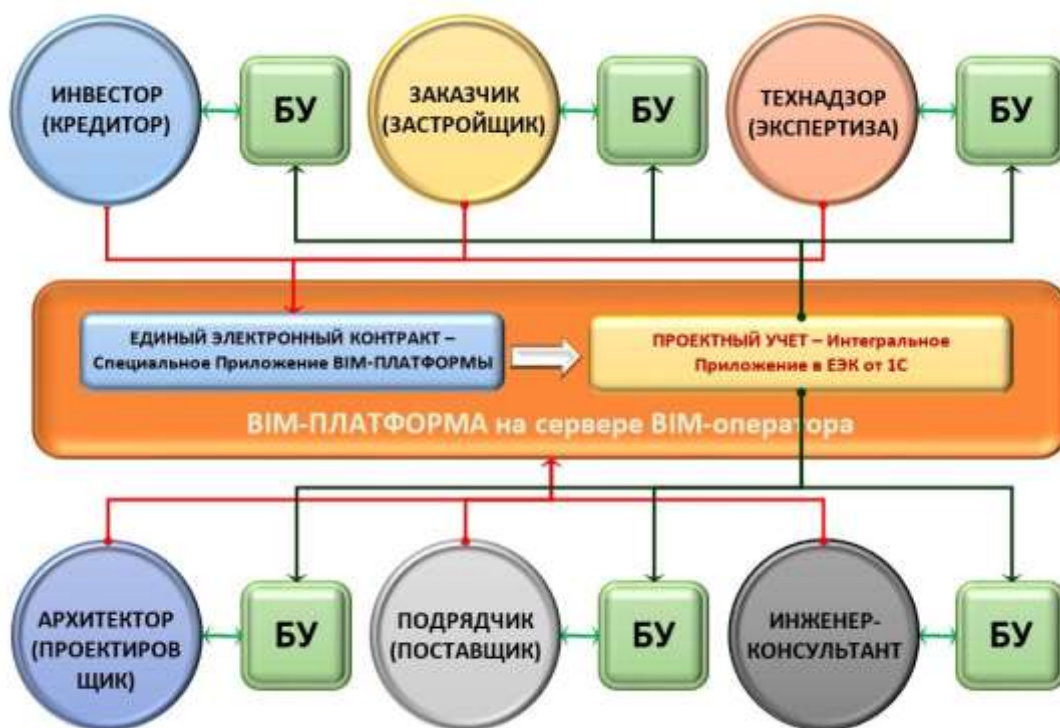 ИНВЕСТОР
(КРЕДИТОР)
БУ
ЗАКАЗЧИК
(ЗАСТРОЙЩИК)
БУ
ТЕХНАДЗОР
(ЭКСПЕРТИЗА)
БУ
ЕДИНЫЙ ЭЛЕКТРОННЫЙ КОНТРАКТ –
Специальное Приложение BIM-ПЛАТФОРМЫ
ПРОЕКТНЫЙ УЧЕТ – Интегральное
Приложение в ЕЭК от 1С
BIM-ПЛАТФОРМА на сервере BIM-оператора
АРХИТЕКТОР
(ПРОЕКТИРОВ
ЩИК)
БУ
ПОДРЯДЧИК
(ПОСТАВЩИК)
БУ
ИНЖЕНЕР-
КОНСУЛЬТАНТ
БУ